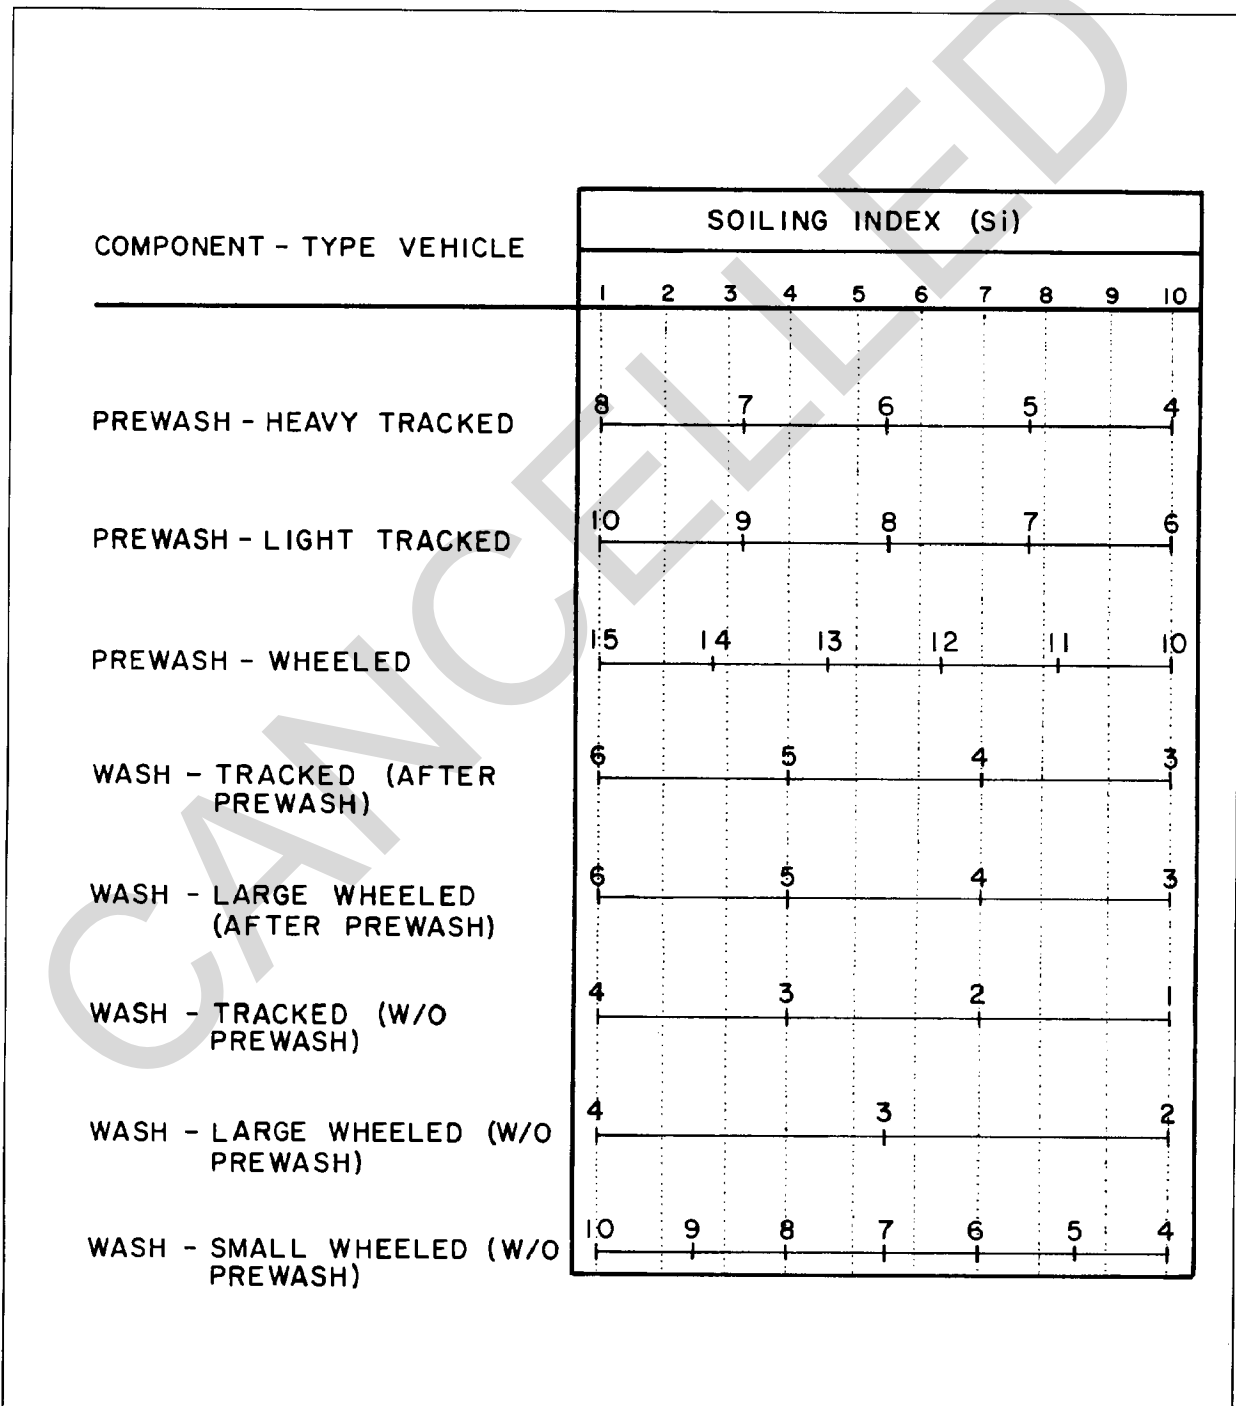 SOILING INDEX (Si)
COMPONENT - TYPE VEHICLE
1 2 3 4 5 6 7 8 9 10
8 7 6 5 4
PREWASH - HEAVY TRACKED
10 9 8 7 6
PREWASH - LIGHT TRACKED
15 14 13 12 11 10
PREWASH - WHEELED
6 5 4 3
WASH - TRACKED (AFTER
PREWASH)
6 5 4 3
WASH - LARGE WHEELED
(AFTER PREWASH)
4 3 2 1
WASH - TRACKED (W/O
PREWASH)
4 3 2
WASH - LARGE WHEELED (W/O
PREWASH)
10 9 8 7 6 5 4
WASH - SMALL WHEELED (W/O
PREWASH)
CANCELLED